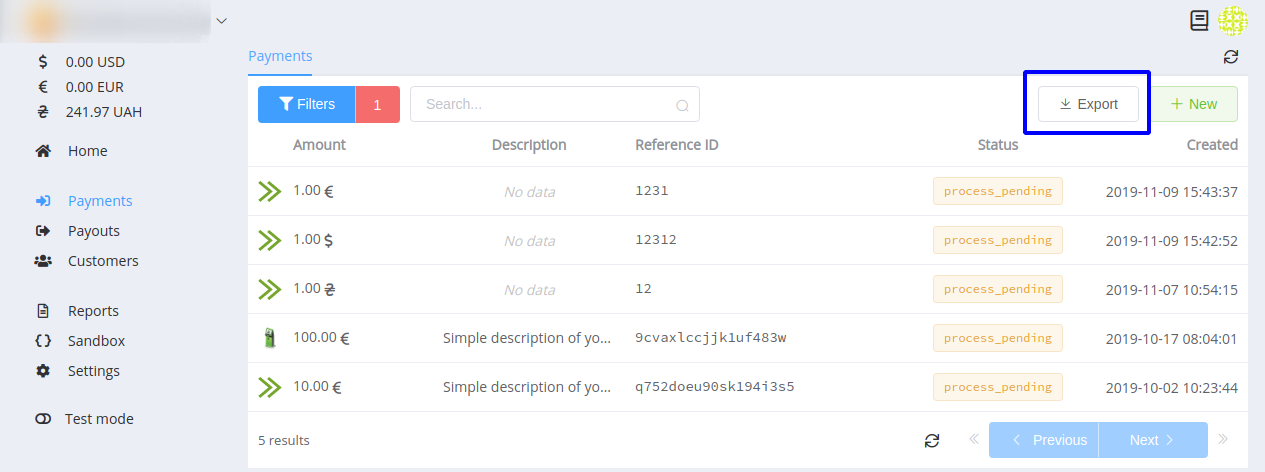 0.00 USD
0.00 EUR
241.97 UAH
Home
Payments
Payouts
Customers
Reports
Sandbox
Settings
Test mode
Payments
Filters 1 Search... Export New
Amount Description Reference ID Status Created
1.00 € No data 1231 process_pending 2019-11-09 15:43:37
1.00 $ No data 12312 process_pending 2019-11-09 15:42:52
1.00 ₴ No data 12 process_pending 2019-11-07 10:54:15
100.00 € Simple description of yo... 9cvaxlccjjk1uf483w process_pending 2019-10-17 08:04:01
10.00 € Simple description of yo... q752doeu90sk194i3s5 process_pending 2019-10-02 10:23:44
5 results Previous Next